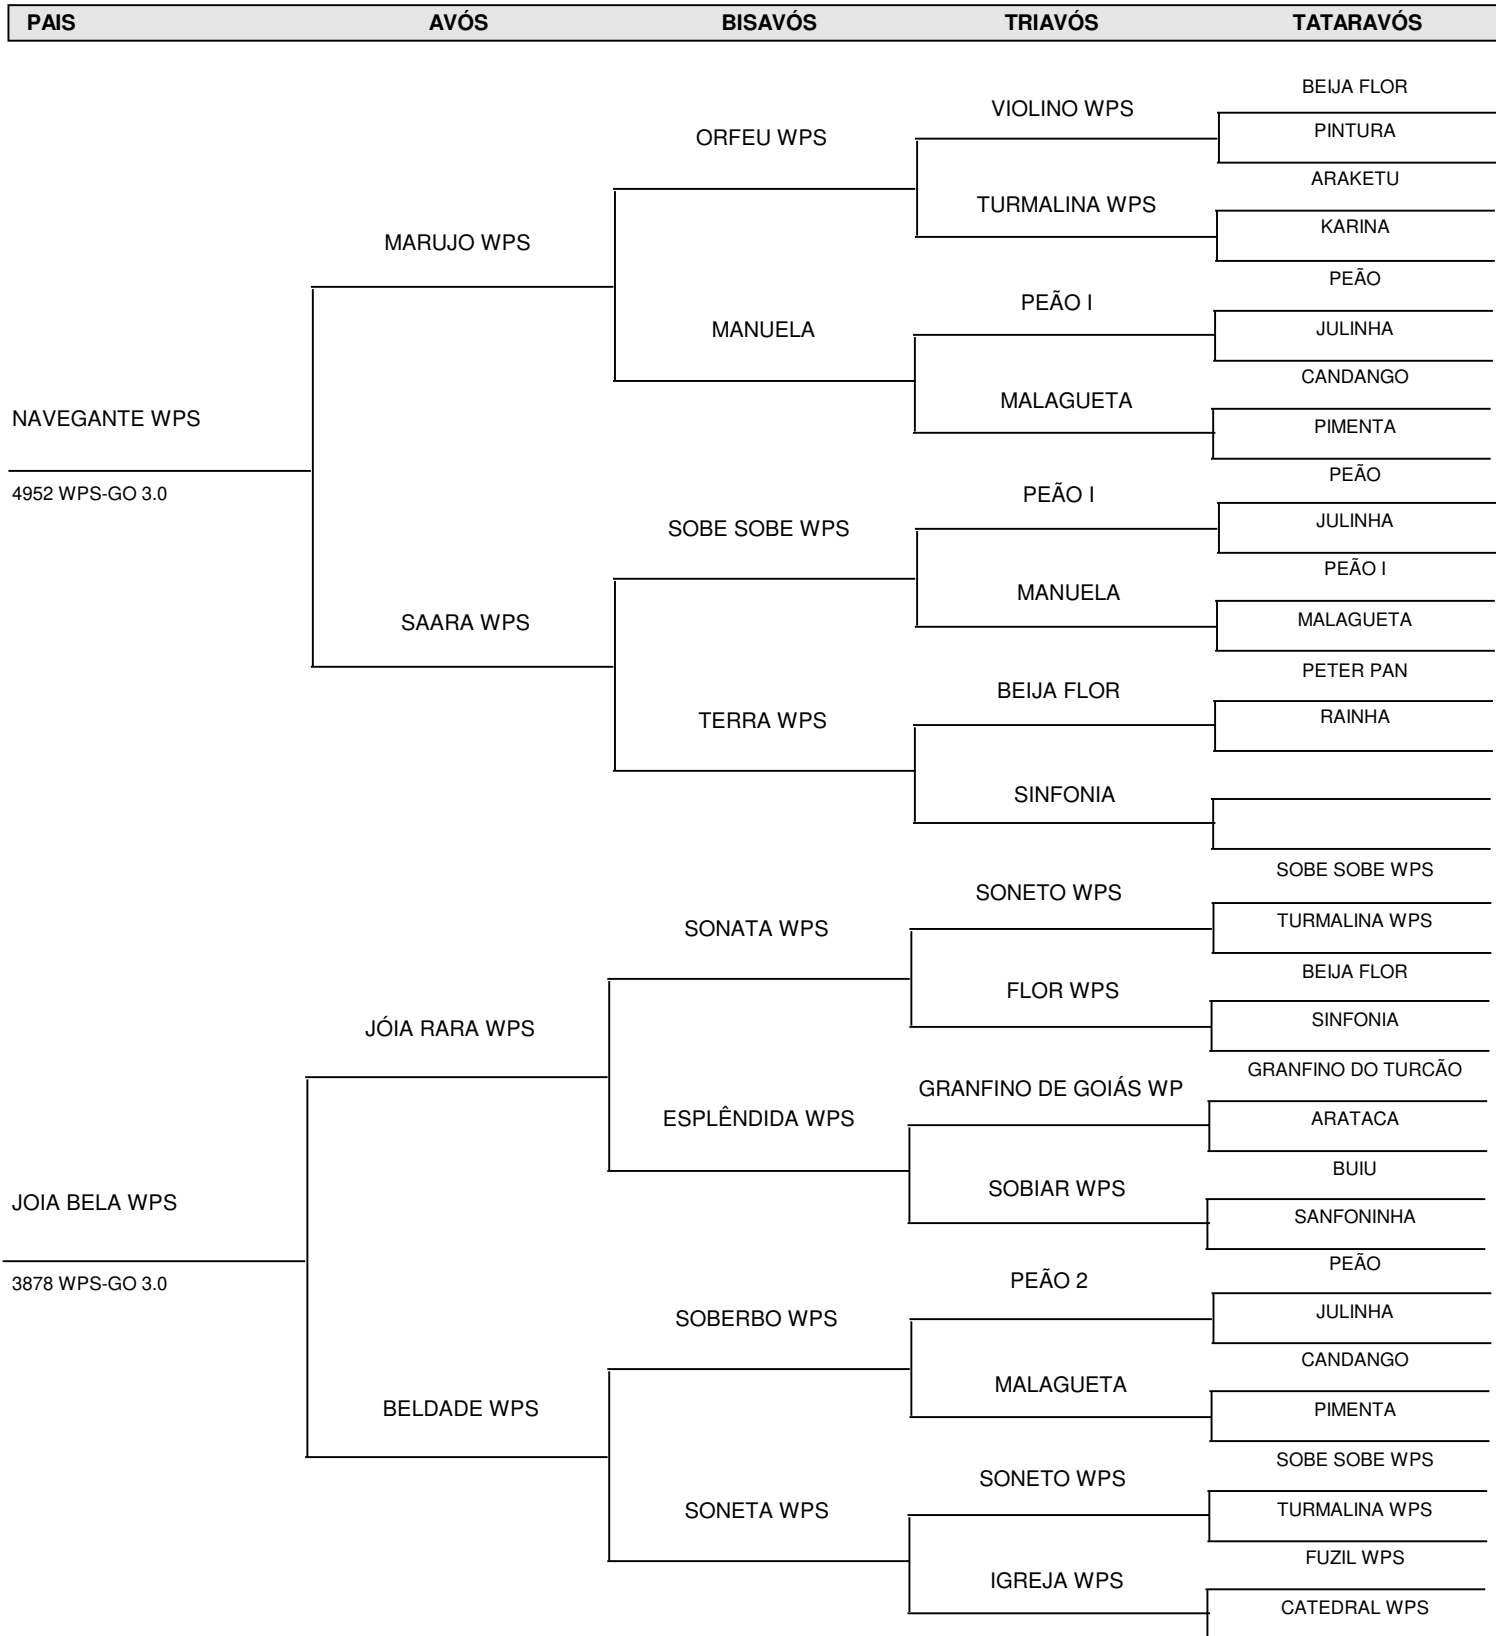 PAIS AVÓS BISAVÓS TRIAVÓS TATARAVÓS
BEIJA FLOR
VIOLINO WPS
PINTURA
ORFEU WPS
ARAKETU
TURMALINA WPS
KARINA
MARUJO WPS
PEÃO
PEÃO I
JULINHA
MANUELA
CANDANGO
MALAGUETA
PIMENTA
NAVEGANTE WPS
4952 WPS-GO 3.0
PEÃO
PEÃO I
JULINHA
SOBE SOBE WPS
PEÃO I
MANUELA
MALAGUETA
SAARA WPS
PETER PAN
BEIJA FLOR
RAINHA
TERRA WPS
SINFONIA
SOBE SOBE WPS
SONETO WPS
TURMALINA WPS
SONATA WPS
BEIJA FLOR
FLOR WPS
SINFONIA
JÓIA RARA WPS
GRANFINO DO TURCÃO
GRANFINO DE GOIÁS WP
ARATACA
ESPLÊNDIDA WPS
BUIU
SOBIAR WPS
SANFONINHA
JOIA BELA WPS
3878 WPS-GO 3.0
PEÃO
PEÃO 2
JULINHA
SOBERBO WPS
CANDANGO
MALAGUETA
PIMENTA
BELDADE WPS
SOBE SOBE WPS
SONETO WPS
TURMALINA WPS
SONETA WPS
FUZIL WPS
IGREJA WPS
CATEDRAL WPS